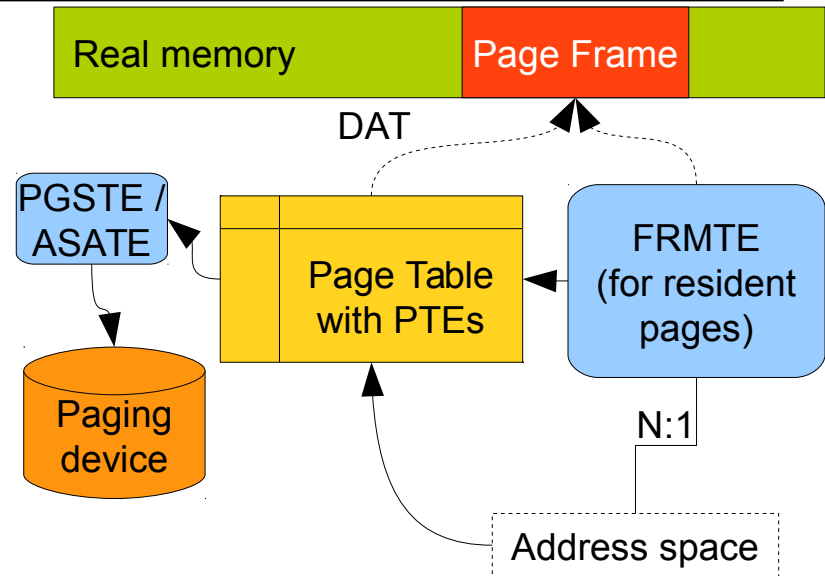 Real memory
Page Frame
DAT
PGSTE /
ASATE
Page Table
with PTEs
FRMTE
(for resident
pages)
Paging
device
N:1
Address space